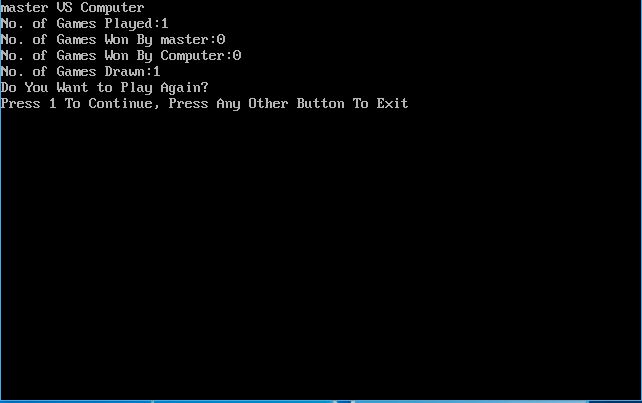 master VS Computer
No. of Games Played:1
No. of Games Won By master:0
No. of Games Won By Computer:0
No. of Games Drawn:1
Do You Want to Play Again?
Press 1 To Continue, Press Any Other Button To Exit